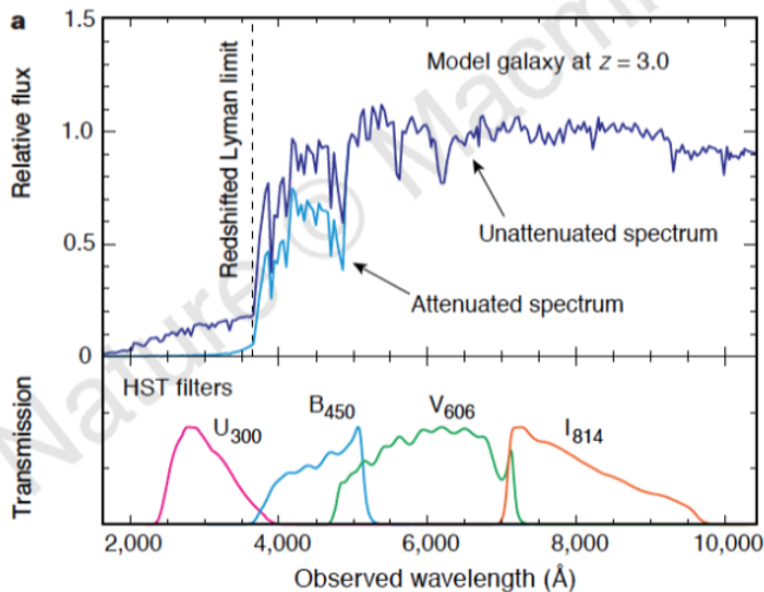 a
1.5
Model galaxy at z = 3.0
1.0
0.5
0
Relative flux
Redshifted Lyman limit
Unattenuated spectrum
Attenuated spectrum
HST filters
U300
B450
V606
I814
Transmission
2,000 4,000 6,000 8,000 10,000
Observed wavelength (Å)
Nature © Macm